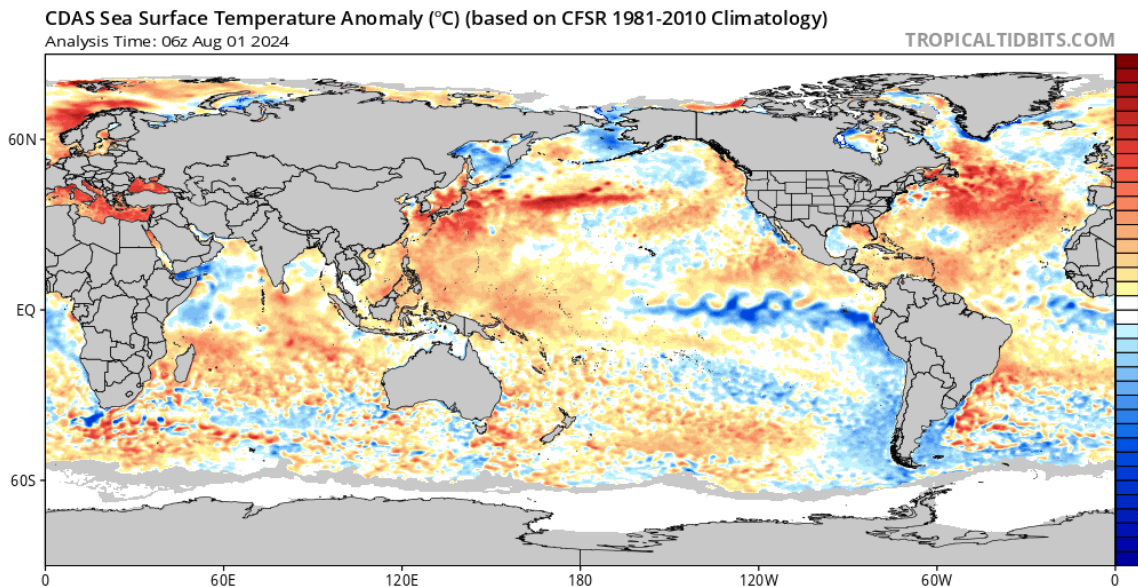 CDAS Sea Surface Temperature Anomaly (°C) (based on CFSR 1981-2010 Climatology)
Analysis Time: 06z Aug 01 2024
TROPICALTIDBITS.COM
60N
EQ
60S
0
60E
120E
180
120W
60W
0